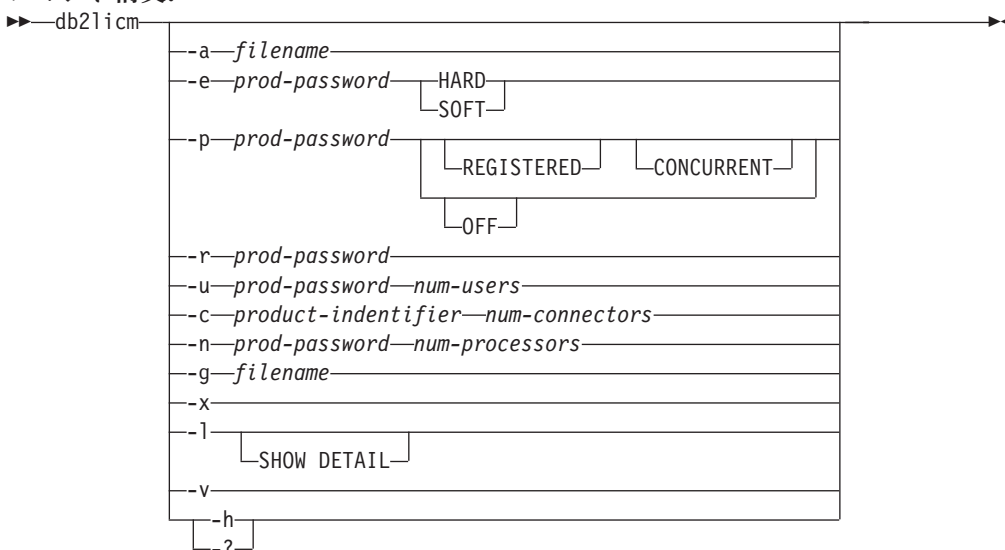 db2licm
-a filename
-e prod-password HARD
SOFT
-p prod-password
REGISTERED CONCURRENT
OFF
-r prod-password
-u prod-password num-users
-c product-indentifier num-connectors
-n prod-password num-processors
-g filename
-x
-l
SHOW DETAIL
-v
-h
-?